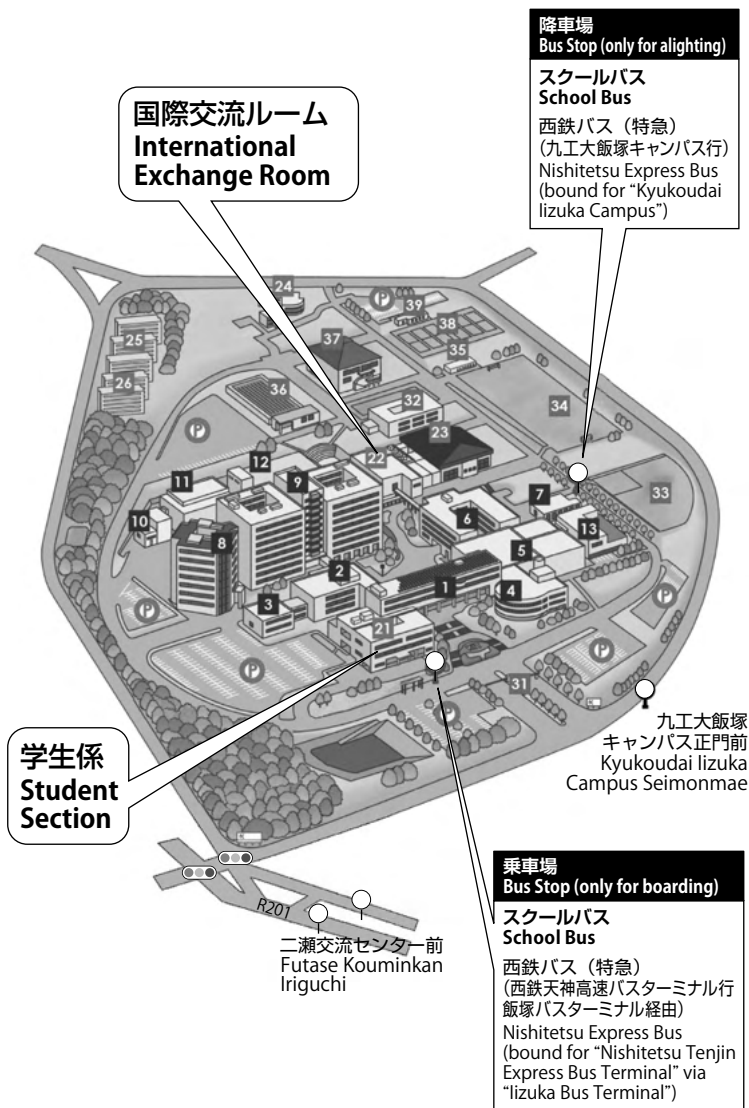 降車場
Bus Stop (only for alighting)
スクールバス
School Bus
西鉄バス（特急）
（九工大飯塚キャンパス行）
Nishitetsu Express Bus
(bound for “Kyukoudai
Iizuka Campus”)
国際交流ルーム
International
Exchange Room
24
P
39
38
25
37
35
26
36
32
34
23
P
22
12
11
9
7
33
10
6
13
8
5
2
1
P
3
4
P
21
P
P
31
P
九工大飯塚
キャンパス正門前
Kyukoudai Iizuka
Campus Seimonmae
学生係
Student
Section
R201
二瀬交流センター前
Futase Kouminkan
Iriguchi
乗車場
Bus Stop (only for boarding)
スクールバス
School Bus
西鉄バス（特急）
（西鉄天神高速バスターミナル行
飯塚バスターミナル経由）
Nishitetsu Express Bus
(bound for “Nishitetsu Tenjin
Express Bus Terminal” via
“Iizuka Bus Terminal”)